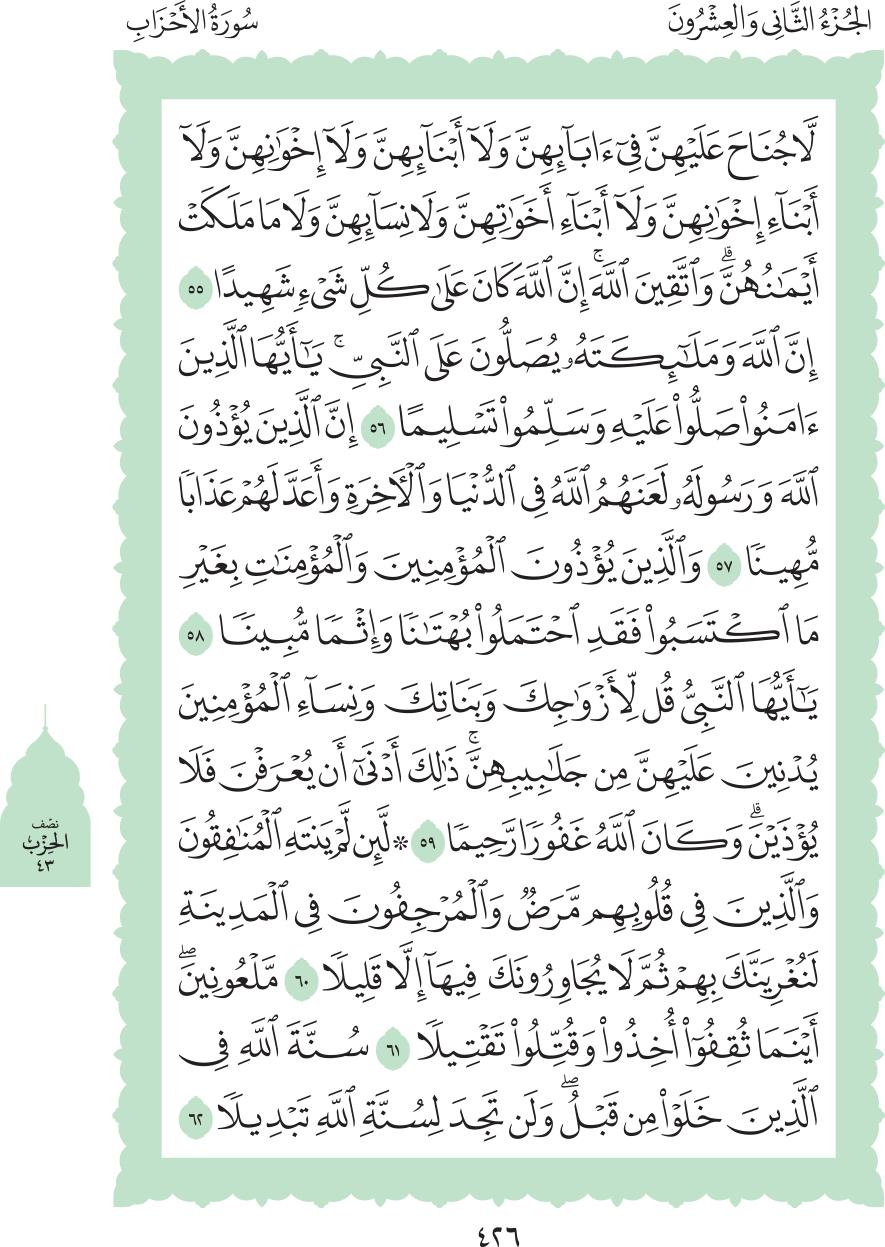 الجُزْءُ الثَّانِي وَالعِشْرُونَ
سُورَةُ الأَحْزَابِ
لَّا جُنَاحَ عَلَيْهِنَّ فِىٓ ءَابَآئِهِنَّ وَلَآ أَبْنَآئِهِنَّ وَلَآ إِخْوَٰنِهِنَّ وَلَآ
أَبْنَآءِ إِخْوَٰنِهِنَّ وَلَآ أَبْنَآءِ أَخَوَٰتِهِنَّ وَلَا نِسَآئِهِنَّ وَلَا مَا مَلَكَتْ
أَيْمَٰنُهُنَّۗ وَٱتَّقِينَ ٱللَّهَۚ إِنَّ ٱللَّهَ كَانَ عَلَىٰ كُلِّ شَىْءٍ شَهِيدًا ٥٥
إِنَّ ٱللَّهَ وَمَلَٰٓئِكَتَهُۥ يُصَلُّونَ عَلَى ٱلنَّبِىِّۚ يَٰٓأَيُّهَا ٱلَّذِينَ
ءَامَنُوا۟ صَلُّوا۟ عَلَيْهِ وَسَلِّمُوا۟ تَسْلِيمًا ٥٦ إِنَّ ٱلَّذِينَ يُؤْذُونَ
ٱللَّهَ وَرَسُولَهُۥ لَعَنَهُمُ ٱللَّهُ فِى ٱلدُّنْيَا وَٱلْأَخِرَةِ وَأَعَدَّ لَهُمْ عَذَابًا
مُّهِينًا ٥٧ وَٱلَّذِينَ يُؤْذُونَ ٱلْمُؤْمِنِينَ وَٱلْمُؤْمِنَٰتِ بِغَيْرِ
مَا ٱكْتَسَبُوا۟ فَقَدِ ٱحْتَمَلُوا۟ بُهْتَٰنًا وَإِثْمًا مُّبِينًا ٥٨
يَٰٓأَيُّهَا ٱلنَّبِىُّ قُل لِّأَزْوَٰجِكَ وَبَنَاتِكَ وَنِسَآءِ ٱلْمُؤْمِنِينَ
يُدْنِينَ عَلَيْهِنَّ مِن جَلَٰبِيبِهِنَّۚ ذَٰلِكَ أَدْنَىٰٓ أَن يُعْرَفْنَ فَلَا
يُؤْذَيْنَۗ وَكَانَ ٱللَّهُ غَفُورًا رَّحِيمًا ٥٩ * لَّئِن لَّمْ يَنتَهِ ٱلْمُنَٰفِقُونَ
وَٱلَّذِينَ فِى قُلُوبِهِم مَّرَضٌ وَٱلْمُرْجِفُونَ فِى ٱلْمَدِينَةِ
لَنُغْرِيَنَّكَ بِهِمْ ثُمَّ لَا يُجَاوِرُونَكَ فِيهَآ إِلَّا قَلِيلًا ٦٠ مَّلْعُونِينَۖ
أَيْنَمَا ثُقِفُوٓا۟ أُخِذُوا۟ وَقُتِّلُوا۟ تَقْتِيلًا ٦١ سُنَّةَ ٱللَّهِ فِى
ٱلَّذِينَ خَلَوْا۟ مِن قَبْلُۖ وَلَن تَجِدَ لِسُنَّةِ ٱللَّهِ تَبْدِيلًا ٦٢
نصف
الحِزْب
٤٣
٤٢٦